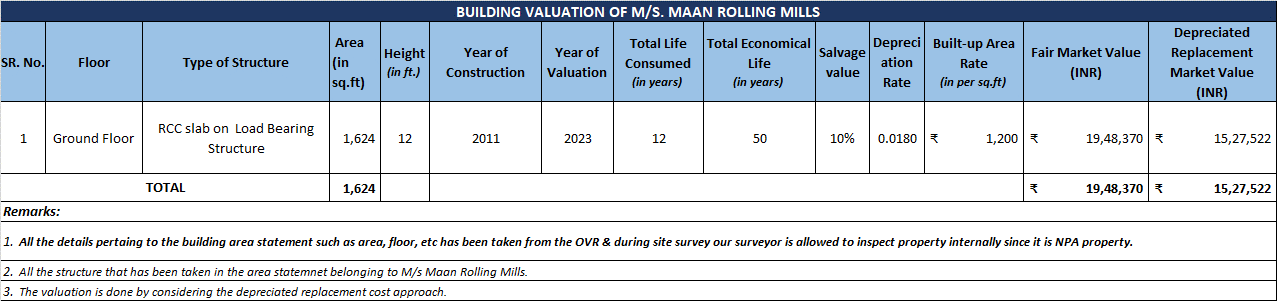 BUILDING VALUATION OF M/S. MAAN ROLLING MILLS
SR. No. Floor Type of Structure Area (in sq.ft) Height (in ft.) Year of Construction Year of Valuation Total Life Consumed (in years) Total Economical Life (in years) Salvage value Depreci ation Rate Built-up Area Rate (in per sq.ft) Fair Market Value (INR) Depreciated Replacement Market Value (INR)
1 Ground Floor RCC slab on Load Bearing Structure 1,624 12 2011 2023 12 50 10% 0.0180 ₹ 1,200 ₹ 19,48,370 ₹ 15,27,522
TOTAL 1,624 ₹ 19,48,370 ₹ 15,27,522
Remarks:
1. All the details pertaining to the building area statement such as area, floor, etc has been taken from the OVR & during site survey our surveyor is allowed to inspect property internally since it is NPA property.
2. All the structure that has been taken in the area statemnet belonging to M/s Maan Rolling Mills.
3. The valuation is done by considering the depreciated replacement cost approach.